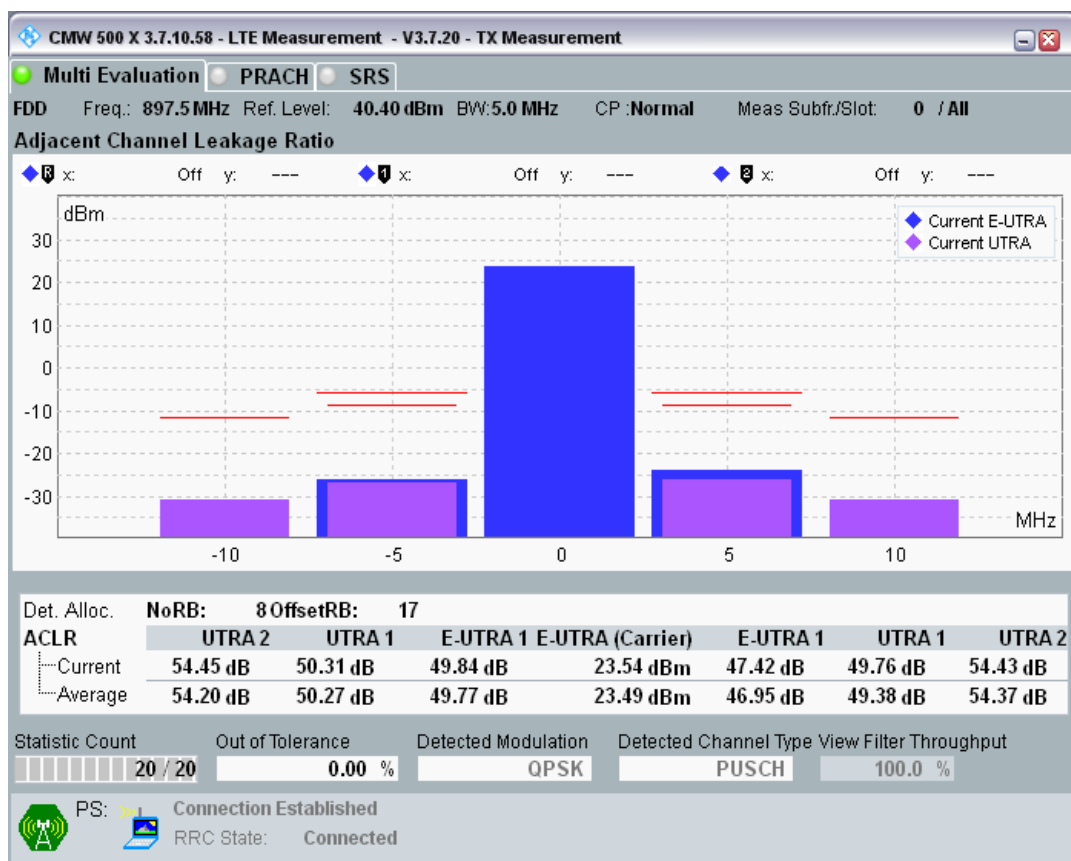 CMW 500 X 3.7.10.58 - LTE Measurement - V3.7.20 - TX Measurement
Multi Evaluation PRACH SRS
FDD Freq.: 897.5 MHz Ref. Level: 40.40 dBm BW:5.0 MHz CP :Normal Meas Subfr./Slot: 0 / All
Adjacent Channel Leakage Ratio
R x: Off y: --- 1 x: Off y: --- 2 x: Off y: ---
dBm
Current E-UTRA
Current UTRA
30
20
10
0
-10
-20
-30
MHz
-10 -5 0 5 10
Det. Alloc. NoRB: 8 OffsetRB: 17
ACLR UTRA 2 UTRA 1 E-UTRA 1 E-UTRA (Carrier) E-UTRA 1 UTRA 1 UTRA 2
Current 54.45 dB 50.31 dB 49.84 dB 23.54 dBm 47.42 dB 49.76 dB 54.43 dB
Average 54.20 dB 50.27 dB 49.77 dB 23.49 dBm 46.95 dB 49.38 dB 54.37 dB
Statistic Count Out of Tolerance Detected Modulation Detected Channel Type View Filter Throughput
20 / 20 0.00 % QPSK PUSCH 100.0 %
PS: Connection Established
RRC State: Connected